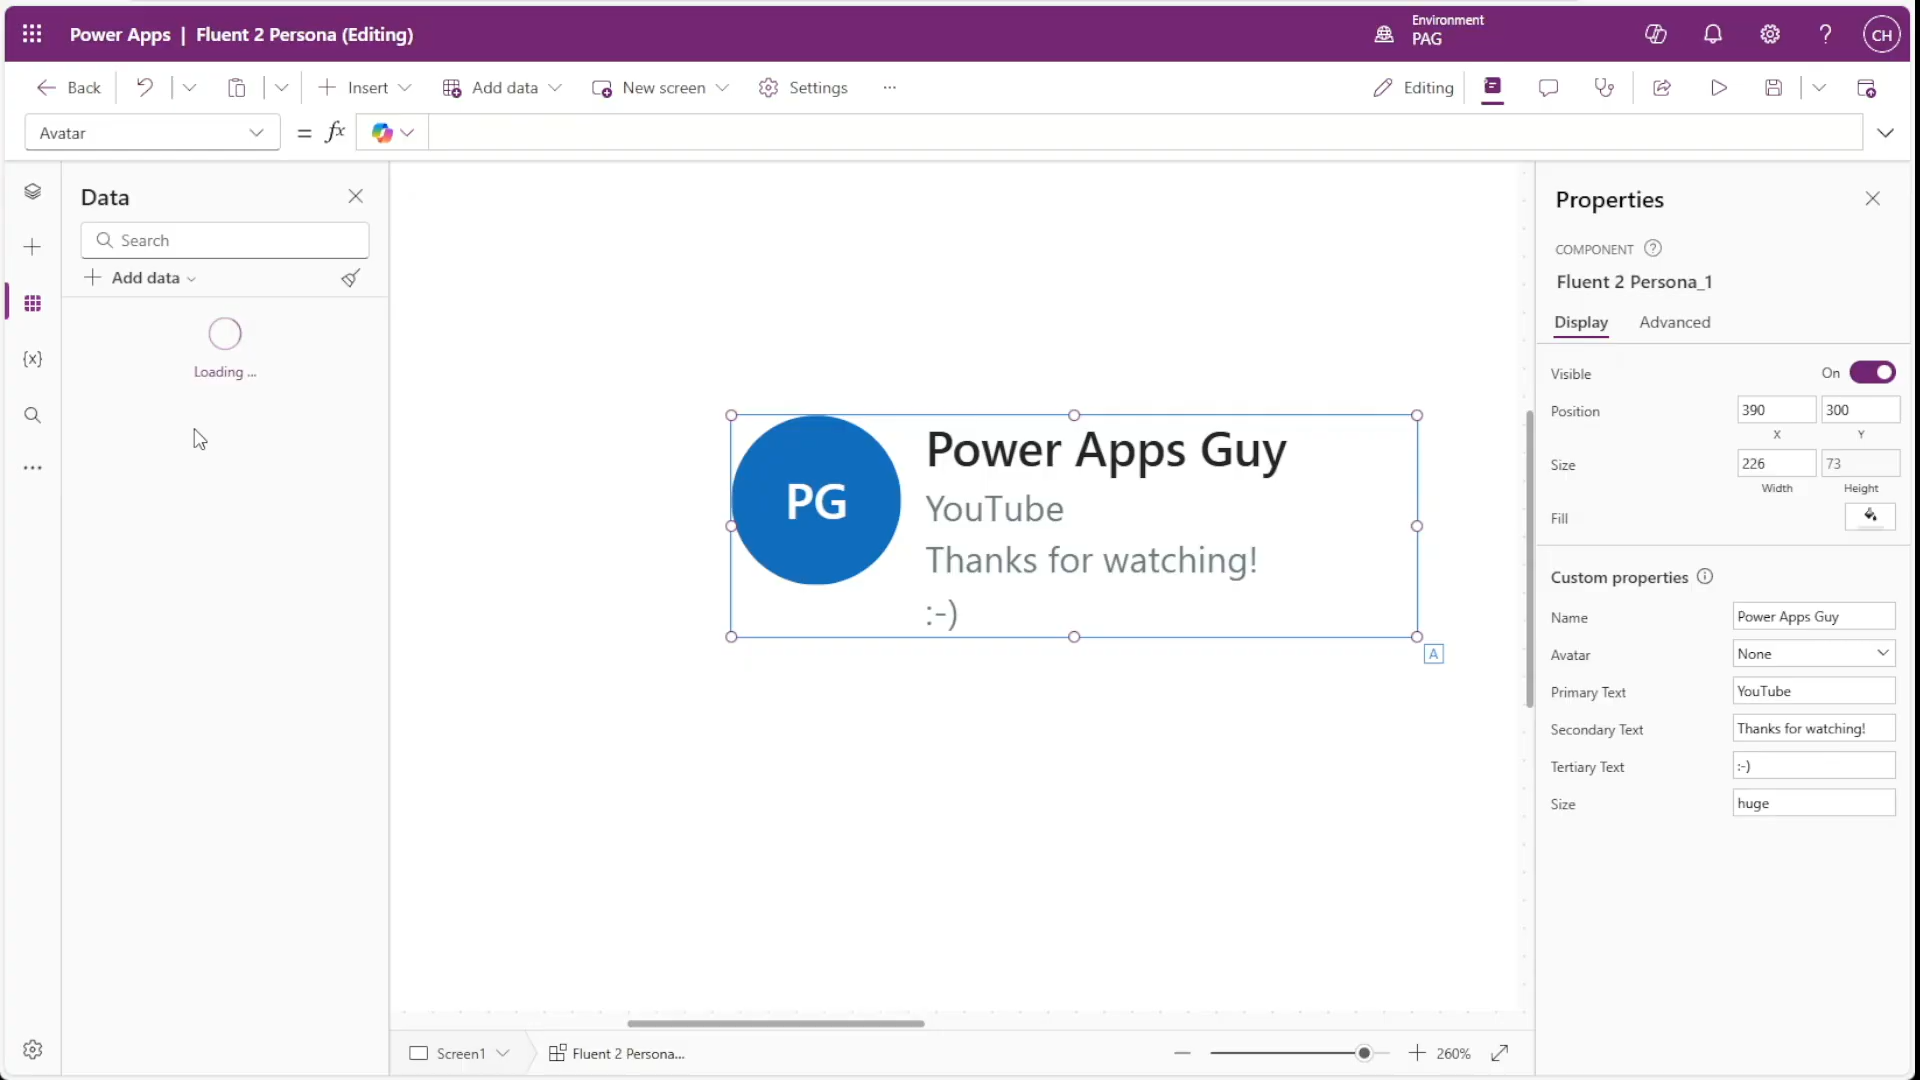 Power Apps | Fluent 2 Persona (Editing)
Environment
PAG
CH
Back
Insert
Add data
New screen
Settings
Editing
Avatar
= fx
Data
Search
Add data
Loading ...
{x}
PG
Power Apps Guy
YouTube
Thanks for watching!
:-)
A
Properties
COMPONENT
Fluent 2 Persona_1
Display Advanced
Visible On
Position 390 300
X Y
Size 226 73
Width Height
Fill
Custom properties
Name Power Apps Guy
Avatar None
Primary Text YouTube
Secondary Text Thanks for watching!
Tertiary Text :-)
Size huge
Screen1
Fluent 2 Persona...
260%